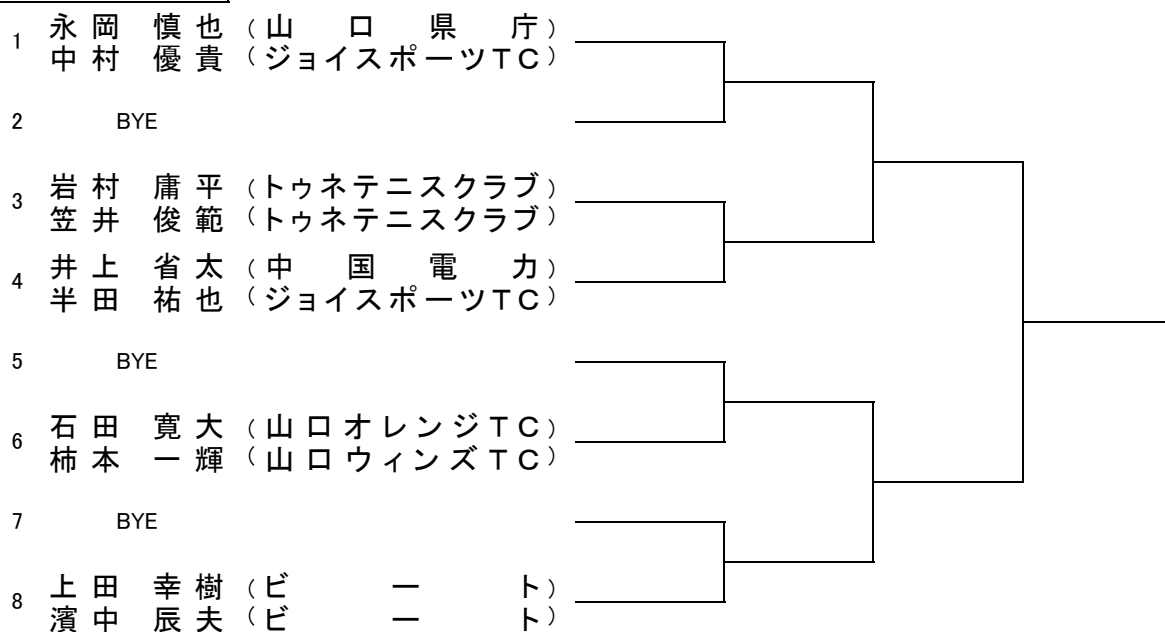 1 永岡 慎也 (山口県庁)
中村 優貴 (ジョイスポーツTC)
2 BYE
3 岩村 庸平 (トゥネテニスクラブ)
笠井 俊範 (トゥネテニスクラブ)
4 井上 省太 (中国電力)
半田 祐也 (ジョイスポーツTC)
5 BYE
6 石田 寛大 (山口オレンジTC)
柿本 一輝 (山口ウィンズTC)
7 BYE
8 上田 幸樹 (ビート)
濱中 辰夫 (ビート)